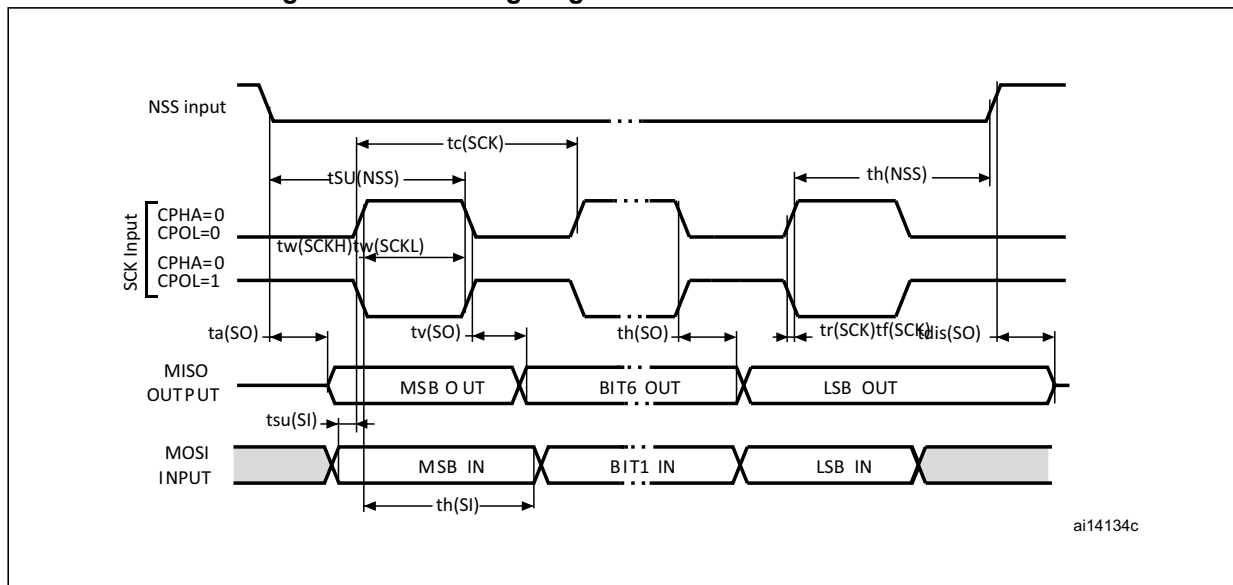 NSS input
tc(SCK)
tSU(NSS)
th(NSS)
SCK Input
CPHA=0
CPOL=0
tw(SCKH)tw(SCKL)
CPHA=0
CPOL=1
ta(SO)
tv(SO)
th(SO)
tr(SCK)tf(SCK)
tdis(SO)
MISO
OUTPUT
MSB OUT
BIT6 OUT
LSB OUT
tsu(SI)
MOSI
INPUT
MSB IN
BIT1 IN
LSB IN
th(SI)
ai14134c